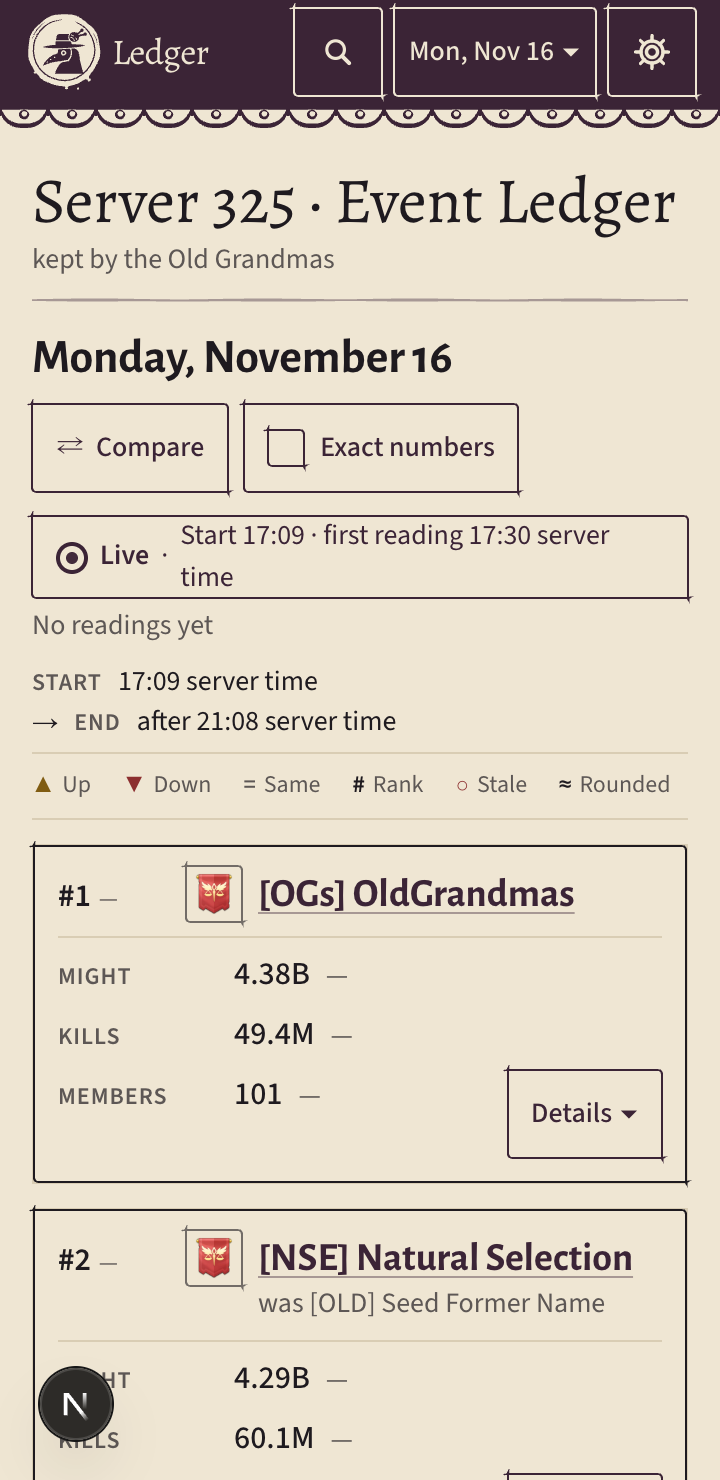 Ledger
Mon, Nov 16
Server 325 · Event Ledger
kept by the Old Grandmas
Monday, November 16
⇄ Compare
Exact numbers
Live · Start 17:09 · first reading 17:30 server
time
No readings yet
START 17:09 server time
→ END after 21:08 server time
▲ Up ▼ Down = Same # Rank ○ Stale ≈ Rounded
#1 — [OGs] OldGrandmas
MIGHT 4.38B —
KILLS 49.4M —
MEMBERS 101 —
Details
#2 — [NSE] Natural Selection
was [OLD] Seed Former Name
HT 4.29B —
KILLS 60.1M —
N